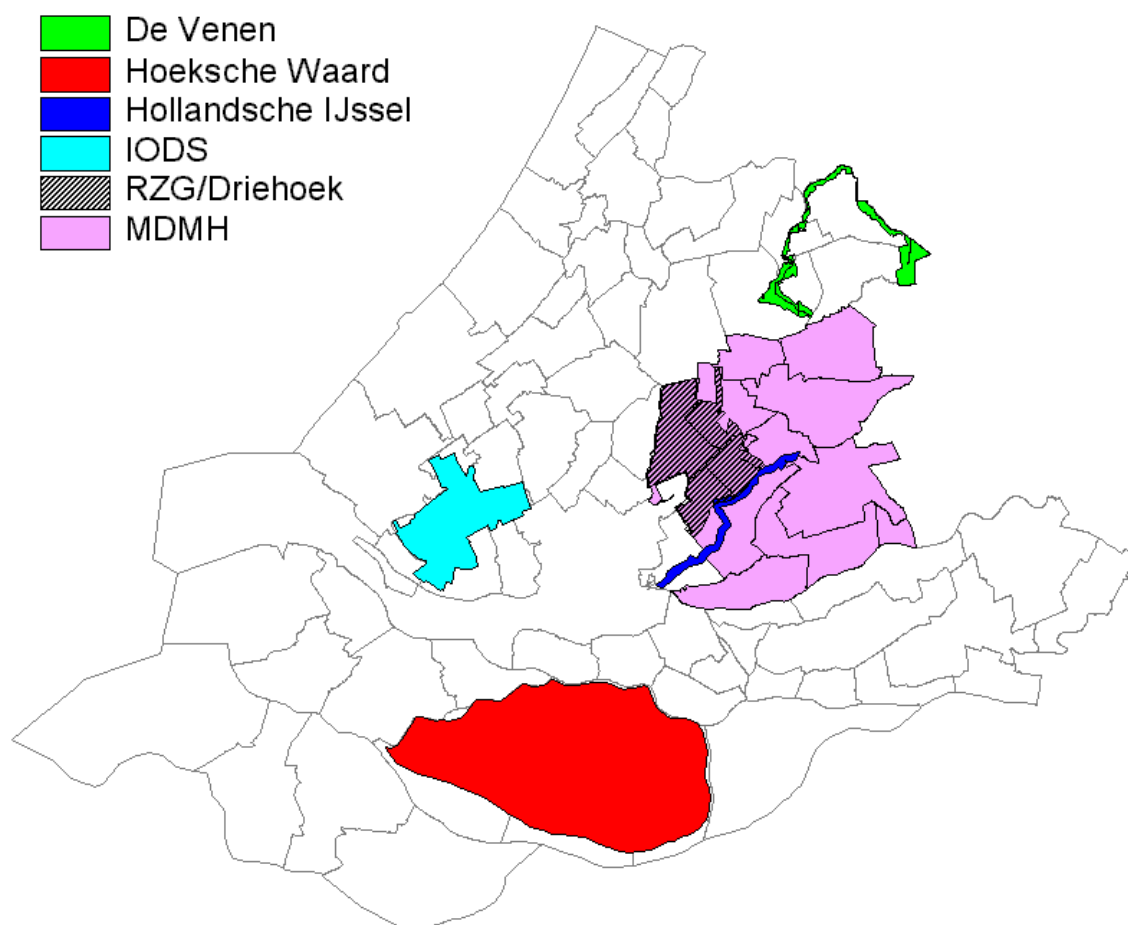 De Venen
Hoeksche Waard
Hollandsche IJssel
IODS
RZG/Driehoek
MDMH